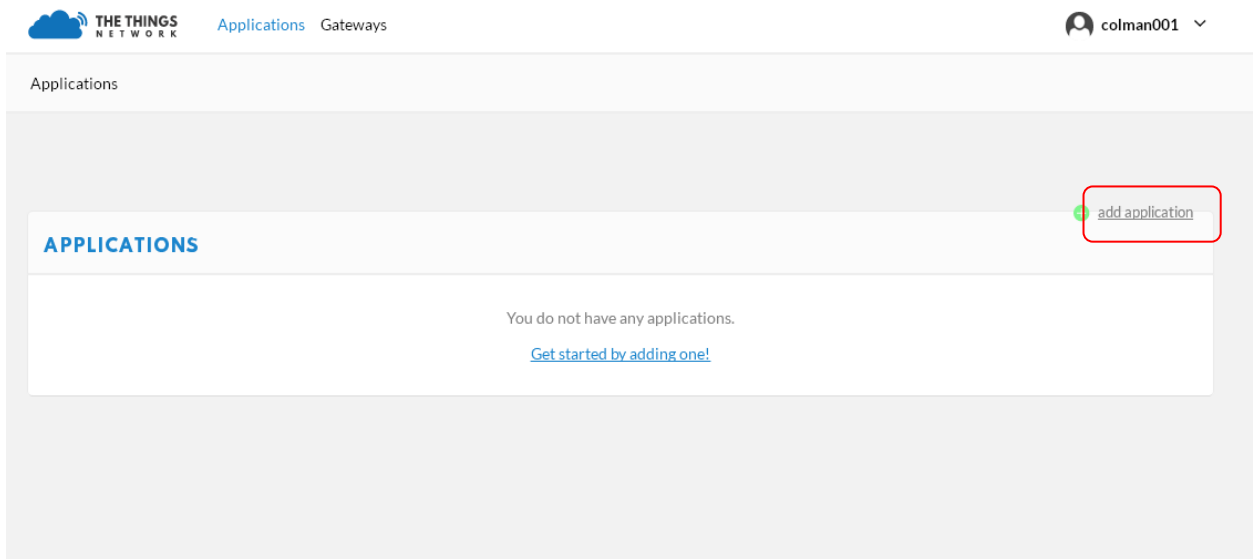 THE THINGS
NETWORK
Applications Gateways
colman001
Applications
add application
APPLICATIONS
You do not have any applications.
Get started by adding one!